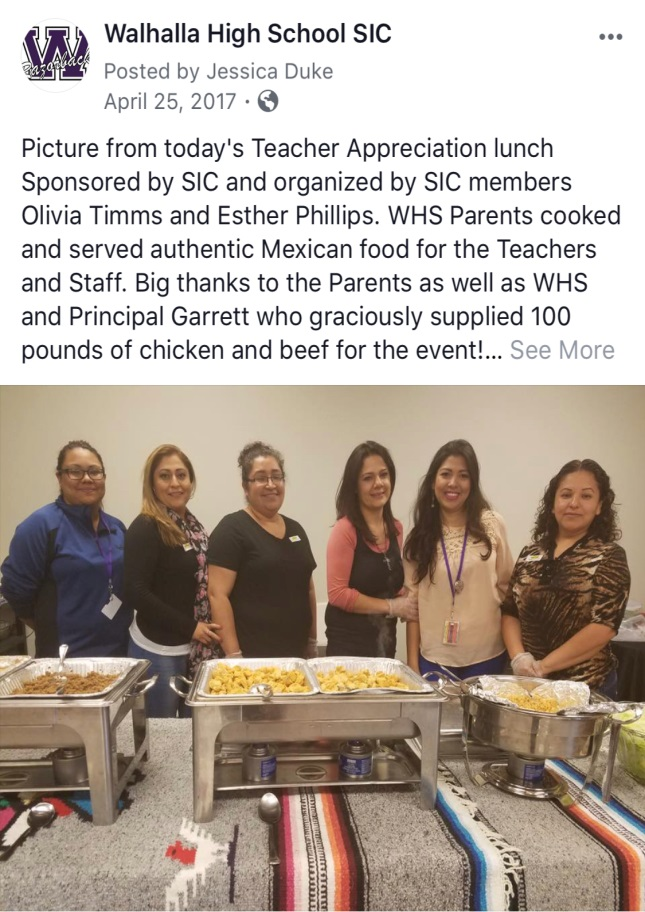 Walhalla High School SIC
Posted by Jessica Duke
April 25, 2017 ·
W
Razorbacks
Picture from today's Teacher Appreciation lunch
Sponsored by SIC and organized by SIC members
Olivia Timms and Esther Phillips. WHS Parents cooked
and served authentic Mexican food for the Teachers
and Staff. Big thanks to the Parents as well as WHS
and Principal Garrett who graciously supplied 100
pounds of chicken and beef for the event!... See More